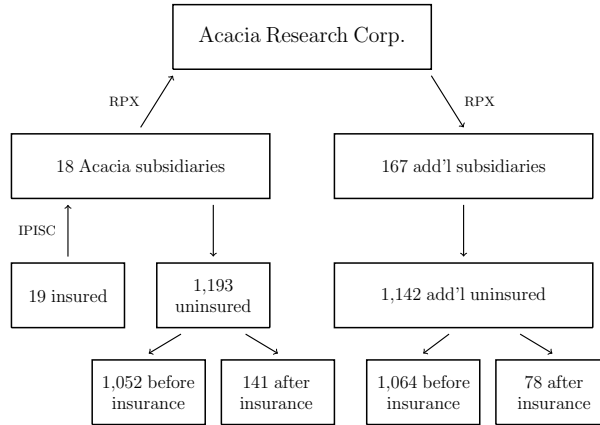 Acacia Research Corp.
RPX
RPX
18 Acacia subsidiaries
167 add'l subsidiaries
IPISC
19 insured
1,193
uninsured
1,142 add'l uninsured
1,052 before
insurance
141 after
insurance
1,064 before
insurance
78 after
insurance